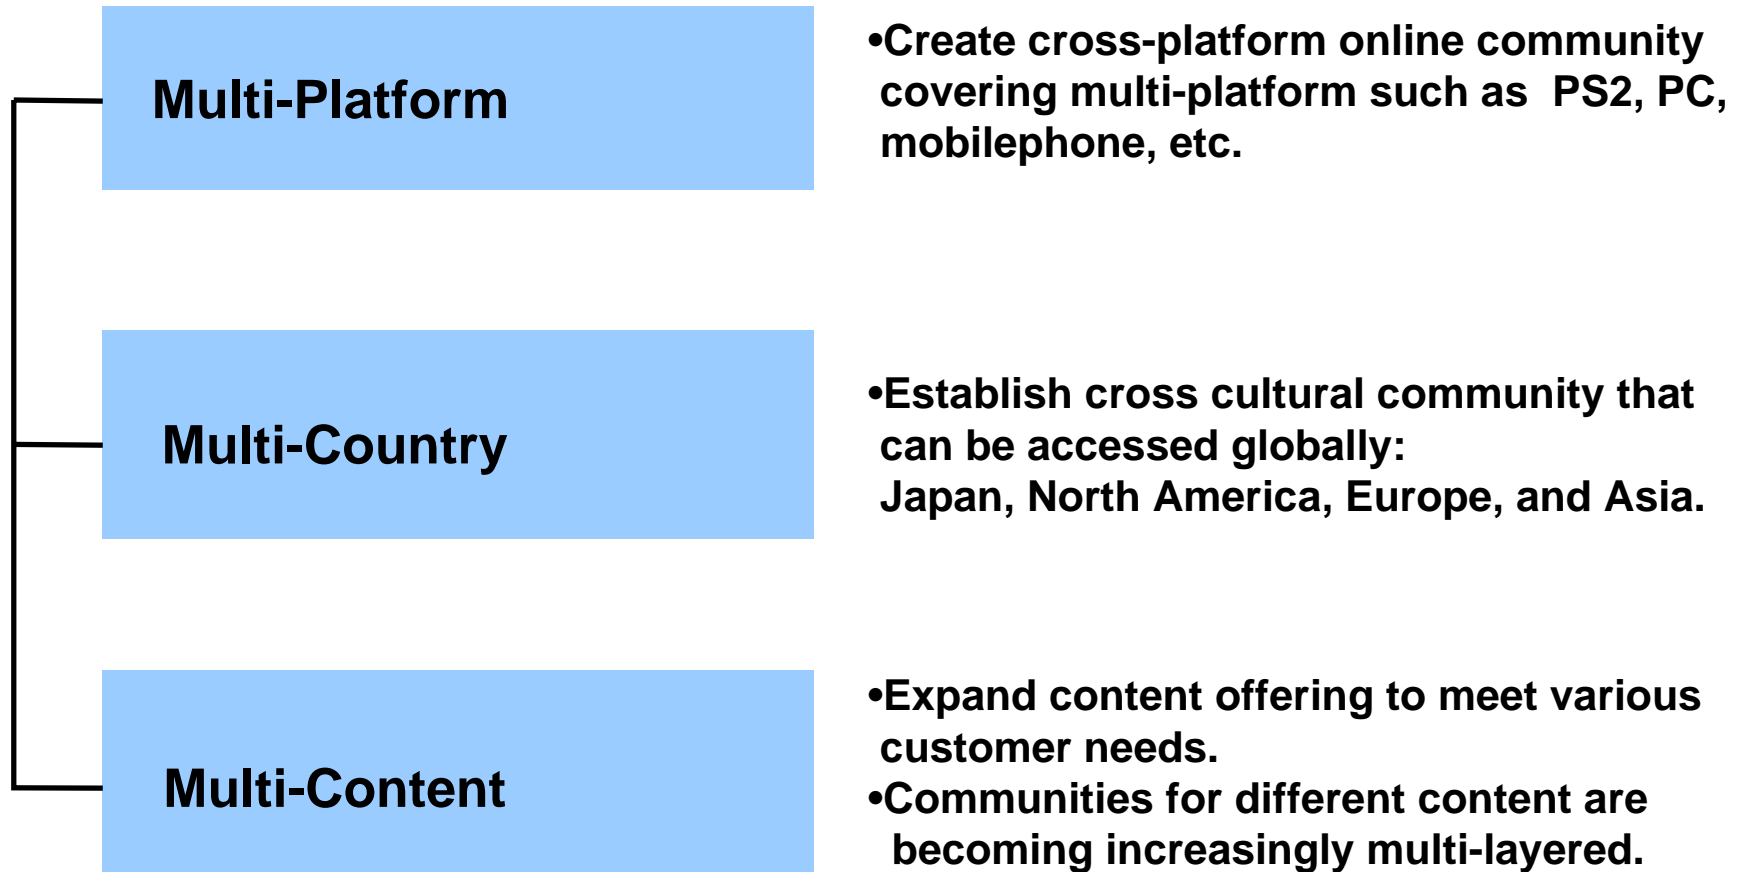 Multi-Platform
•Create cross-platform online community
covering multi-platform such as  PS2, PC,
mobilephone, etc.
Multi-Country
•Establish cross cultural community that
can be accessed globally:
Japan, North America, Europe, and Asia.
Multi-Content
•Expand content offering to meet various
customer needs.
•Communities for different content are
becoming increasingly multi-layered.